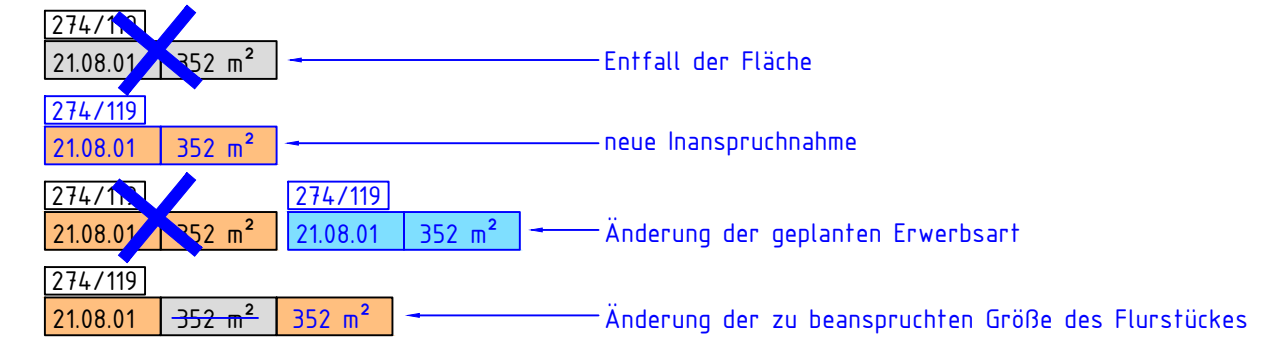 274/119
21.08.01 352 m² Entfall der Fläche
274/119
21.08.01 352 m² neue Inanspruchnahme
274/119 274/119
21.08.01 352 m² 21.08.01 352 m² Änderung der geplanten Erwerbsart
274/119
21.08.01 352 m² 352 m² Änderung der zu beanspruchten Größe des Flurstückes